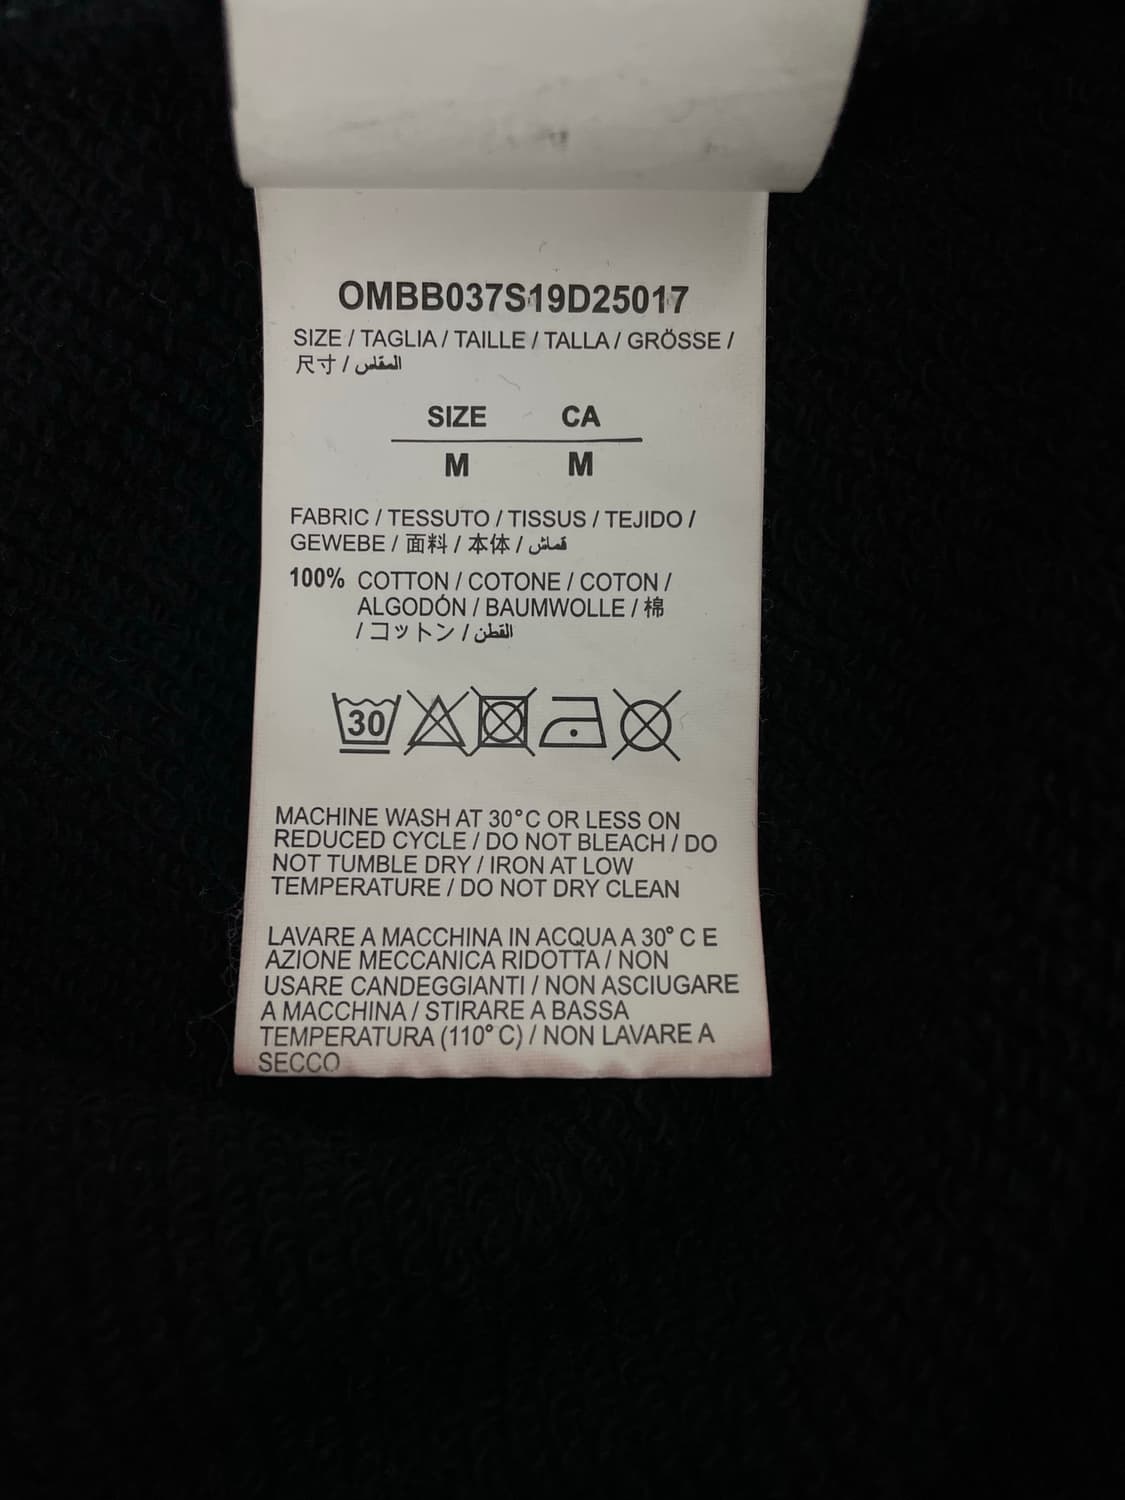 OMBB037S19D25017
SIZE / TAGLIA / TAILLE / TALLA / GRÖSSE /
尺寸 / المقاس
SIZE CA
M M
FABRIC / TESSUTO / TISSUS / TEJIDO /
GEWEBE / 面料 / 本体 / قماش
100% COTTON / COTONE / COTON /
ALGODÓN / BAUMWOLLE / 棉
/ コットン / القطن
30
MACHINE WASH AT 30°C OR LESS ON
REDUCED CYCLE / DO NOT BLEACH / DO
NOT TUMBLE DRY / IRON AT LOW
TEMPERATURE / DO NOT DRY CLEAN
LAVARE A MACCHINA IN ACQUA A 30° C E
AZIONE MECCANICA RIDOTTA / NON
USARE CANDEGGIANTI / NON ASCIUGARE
A MACCHINA / STIRARE A BASSA
TEMPERATURA (110° C) / NON LAVARE A
SECCO